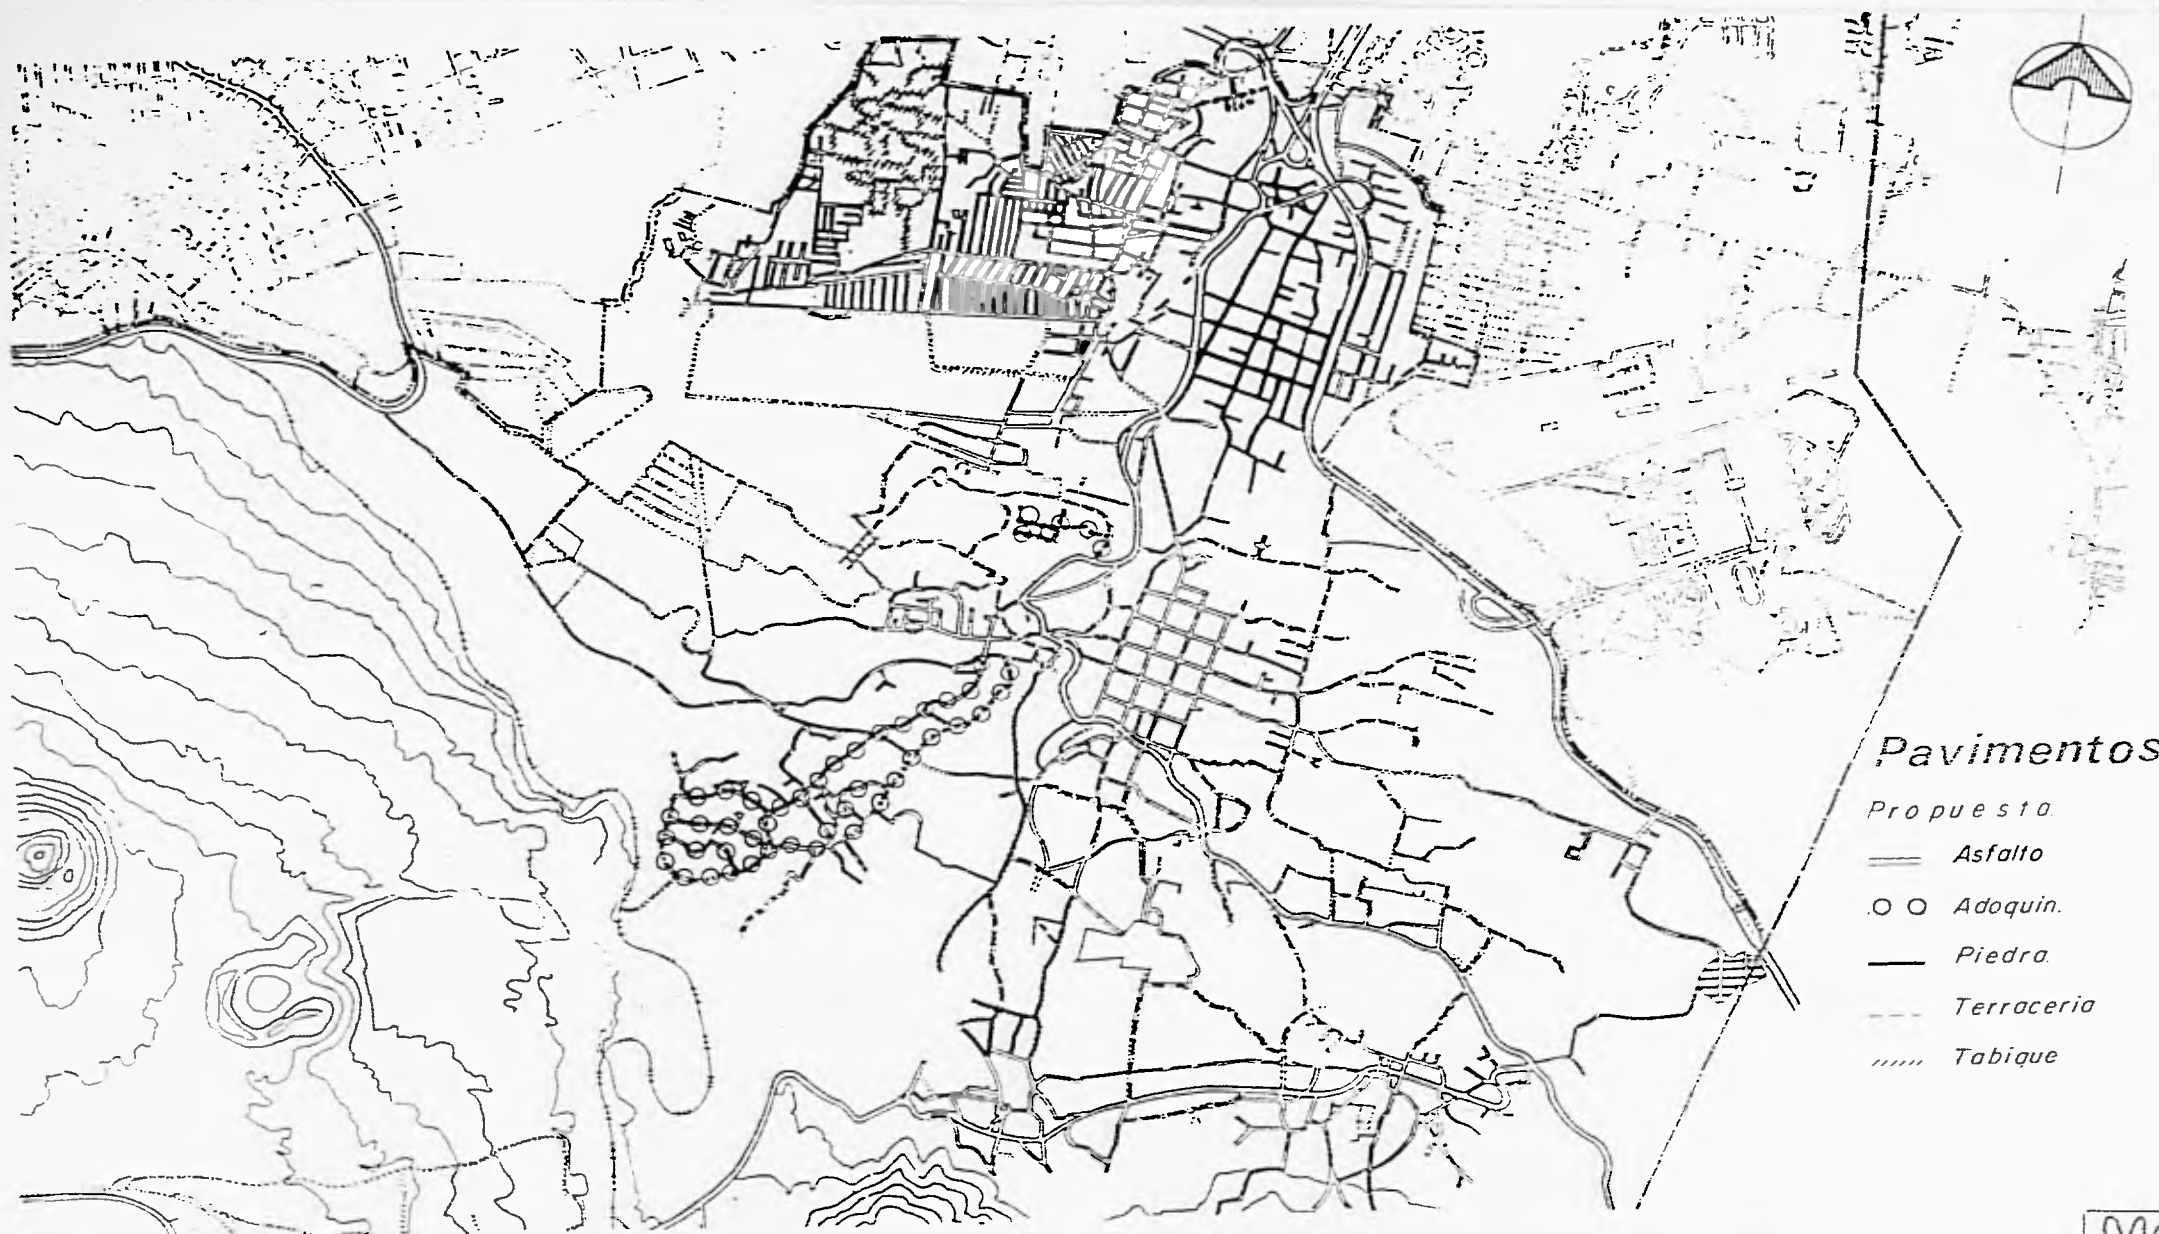 Pavimentos
Propuesta
Asfalto
Adoquin.
Piedra
Terraceria
Tabique